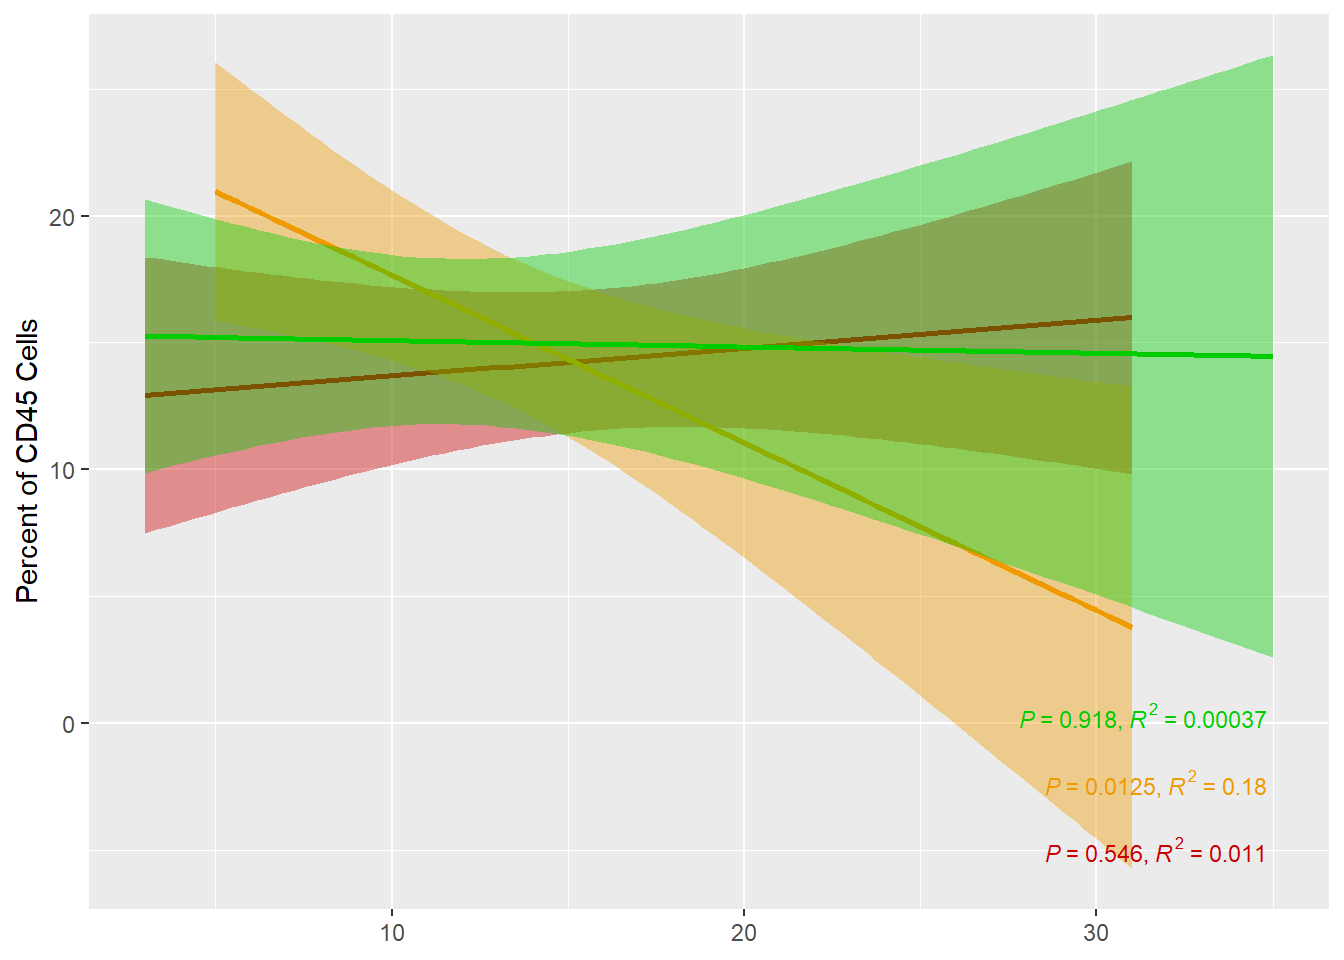 Percent of CD45 Cells
20
10
0
P = 0.918, R² = 0.00037
P = 0.0125, R² = 0.18
P = 0.546, R² = 0.011
10 20 30